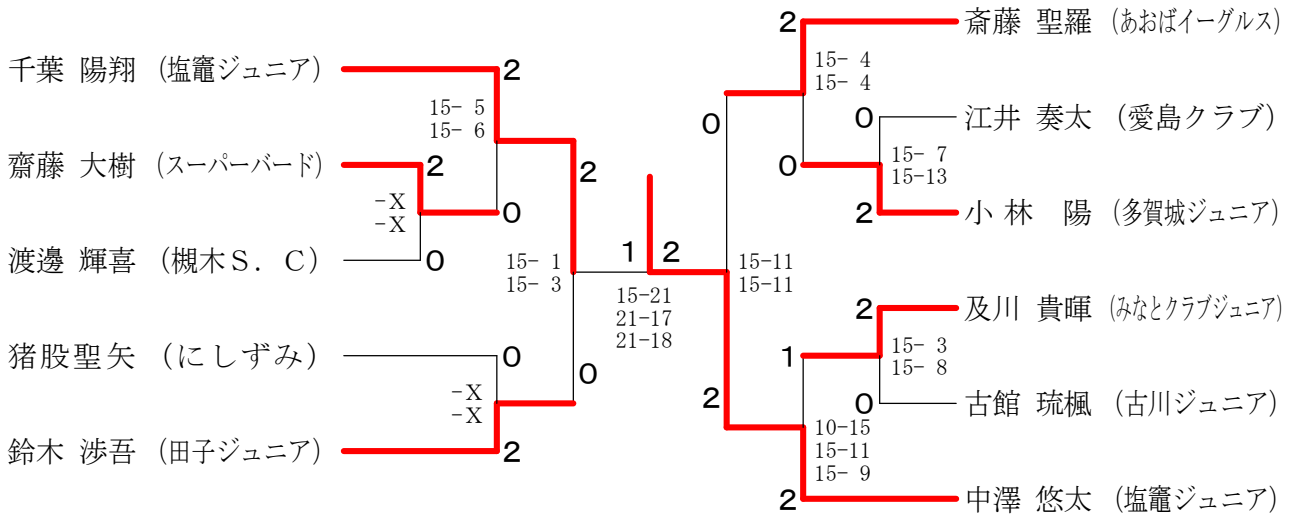 千葉 陽翔 (塩竈ジュニア)
2
15- 5
15- 6
齋藤 大樹 (スーパーバード)
2
-X
-X
0
渡邊 輝喜 (槻木S.C)
0
2
15- 1
15- 3
猪股聖矢 (にしずみ)
0
-X
-X
0
鈴木 渉吾 (田子ジュニア)
2
1
2
15-21
21-17
21-18
2
斎藤 聖羅 (あおばイーグルス)
15- 4
15- 4
0
0
江井 奏太 (愛島クラブ)
15- 7
15-13
0
2
小林 陽 (多賀城ジュニア)
15-11
15-11
2
及川 貴暉 (みなとクラブジュニア)
1
15- 3
15- 8
2
0
古館 琉楓 (古川ジュニア)
10-15
15-11
15- 9
2
中澤 悠太 (塩竈ジュニア)